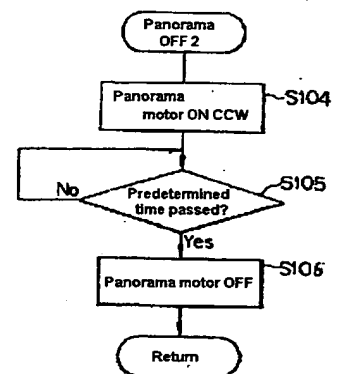 Panorama
OFF 2
Panorama
motor ON CCW
S104
No
Predetermined
time passed?
S105
Yes
S106
Panorama motor OFF
Return